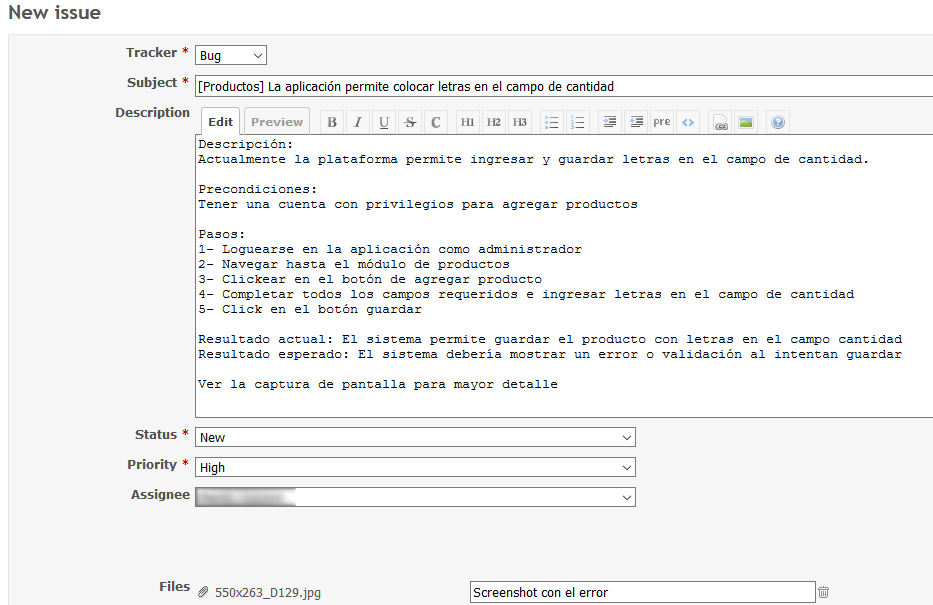 New issue
Tracker * Bug
Subject * [Productos] La aplicación permite colocar letras en el campo de cantidad
Description Edit Preview B I U S C H1 H2 H3 pre <> ?
Descripción:
Actualmente la plataforma permite ingresar y guardar letras en el campo de cantidad.
Precondiciones:
Tener una cuenta con privilegios para agregar productos
Pasos:
1- Loguearse en la aplicación como administrador
2- Navegar hasta el módulo de productos
3- Clickear en el botón de agregar producto
4- Completar todos los campos requeridos e ingresar letras en el campo de cantidad
5- Click en el botón guardar
Resultado actual: El sistema permite guardar el producto con letras en el campo cantidad
Resultado esperado: El sistema debería mostrar un error o validación al intentan guardar
Ver la captura de pantalla para mayor detalle
Status * New
Priority * High
Assignee
Files 550x263_D129.jpg Screenshot con el error